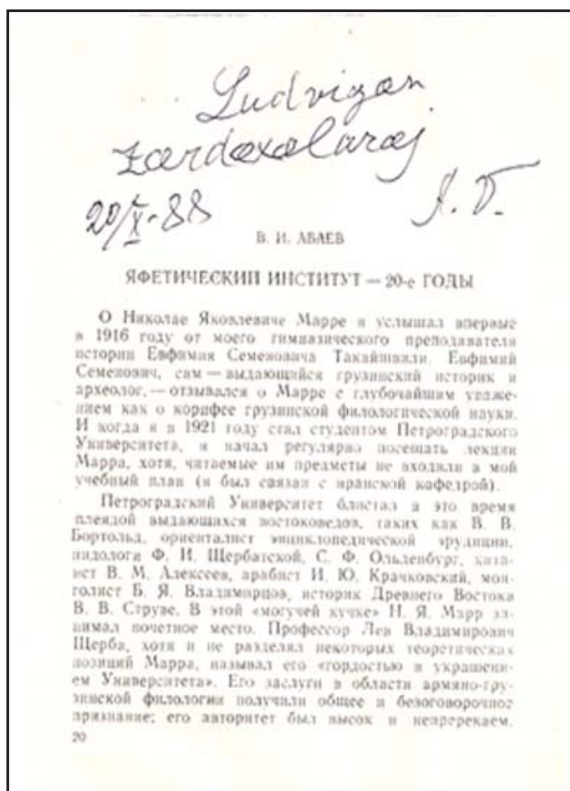 Ludvigæn
zærdæxælaræj
20/X-88
А. В.
В. И. АБАЕВ
ЯФЕТИЧЕСКИЙ ИНСТИТУТ — 20-е ГОДЫ
О Николае Яковлевиче Марре я услышал впервые
в 1916 году от моего гимназического преподавателя
истории Евфимия Семеновича Такайшвили. Евфимий
Семенович, сам — выдающийся грузинский историк и
археолог, — отзывался о Марре с глубочайшим уваже-
нием как о корифее грузинской филологической науки.
И когда я в 1921 году стал студентом Петроградского
Университета, я начал регулярно посещать лекции
Марра, хотя, читаемые им предметы не входили в мой
учебный план (я был связан с иранской кафедрой).
Петроградский Университет блистал в это время
плеядой выдающихся востоковедов, таких как В. В.
Бортольд, ориенталист энциклопедической эрудиции,
индологи Ф. И. Щербатской, С. Ф. Ольденбург, кита-
ист В. М. Алексеев, арабист И. Ю. Крачковский, мон-
голист Б. Я. Владимирцов, историк Древнего Востока
В. В. Струве. В этой «могучей кучке» Н. Я. Марр за-
нимал почетное место. Профессор Лев Владимирович
Щерба, хотя и не разделял некоторых теоретических
позиций Марра, называл его «гордостью и украшени-
ем Университета». Его заслуги в области армяно-гру-
зинской филологии получили общее и безоговорочное
признание; его авторитет был высок и непререкаем.
20